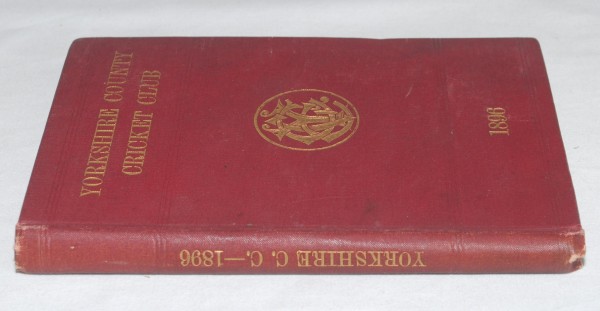 YORKSHIRE COUNTY
CRICKET CLUB
1896
YORKSHIRE C. C. C.—1896